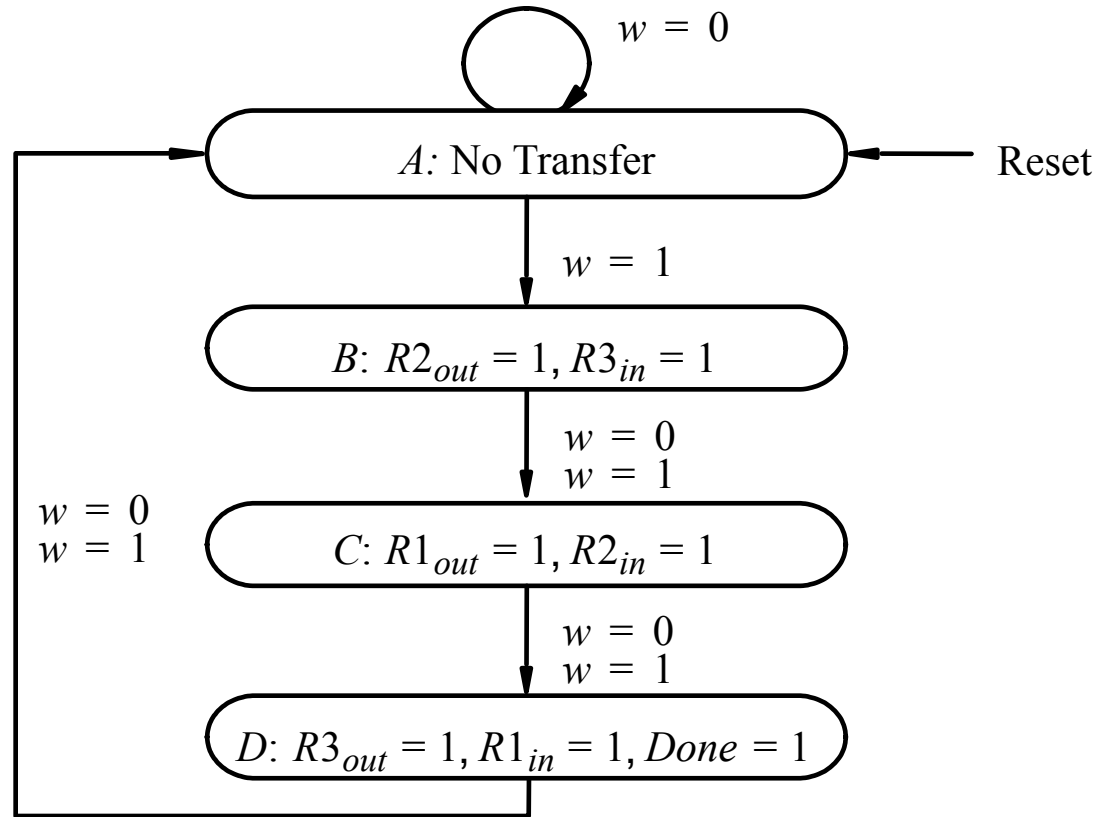 w = 0
A: No Transfer
Reset
w = 1
B: R2out = 1, R3in = 1
w = 0
w = 1
w = 0
w = 1
C: R1out = 1, R2in = 1
w = 0
w = 1
D: R3out = 1, R1in = 1, Done = 1